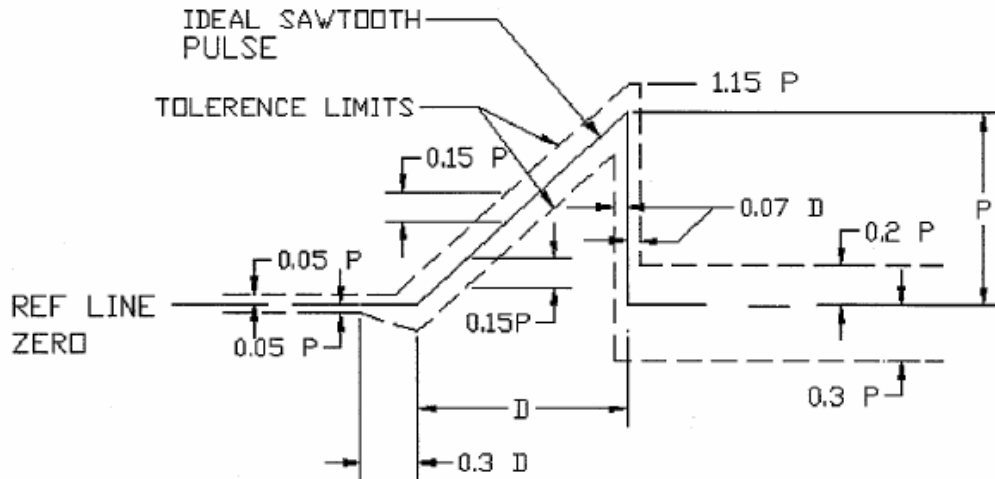 IDEAL SAWTOOTH
PULSE
1.15 P
TOLERENCE LIMITS
0.15 P
P
0.07 D
0.2 P
0.05 P
REF LINE
ZERO
0.15P
0.05 P
0.3 P
D
0.3 D